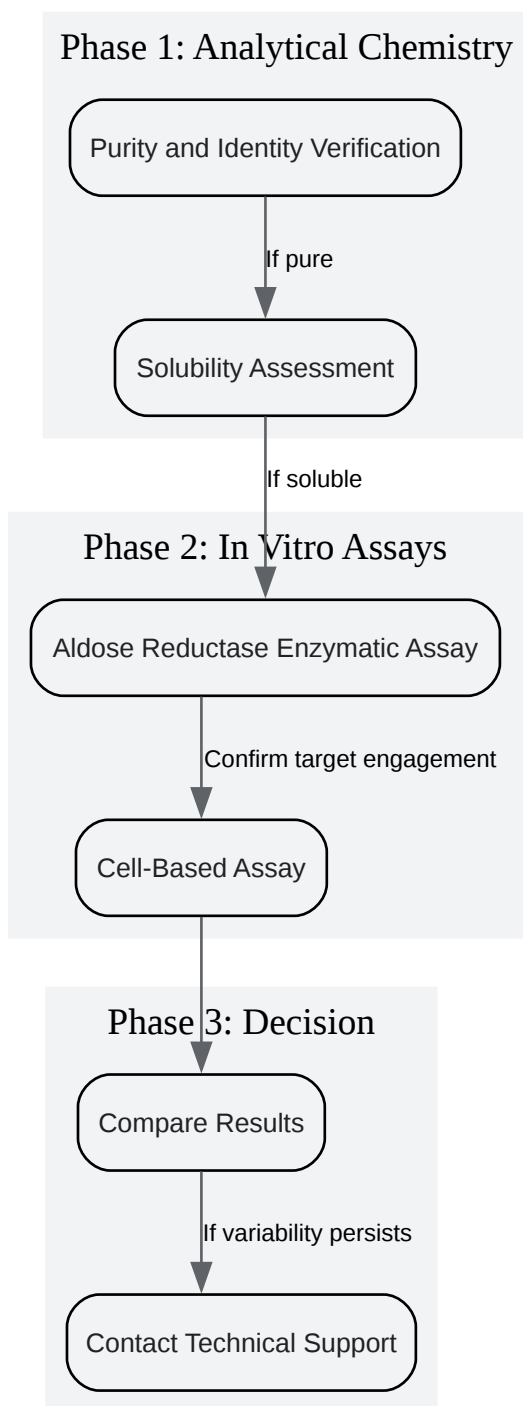 Phase 1: Analytical Chemistry
Purity and Identity Verification
If pure
Solubility Assessment
If soluble
Phase 2: In Vitro Assays
Aldose Reductase Enzymatic Assay
Confirm target engagement
Cell-Based Assay
Phase 3: Decision
Compare Results
If variability persists
Contact Technical Support